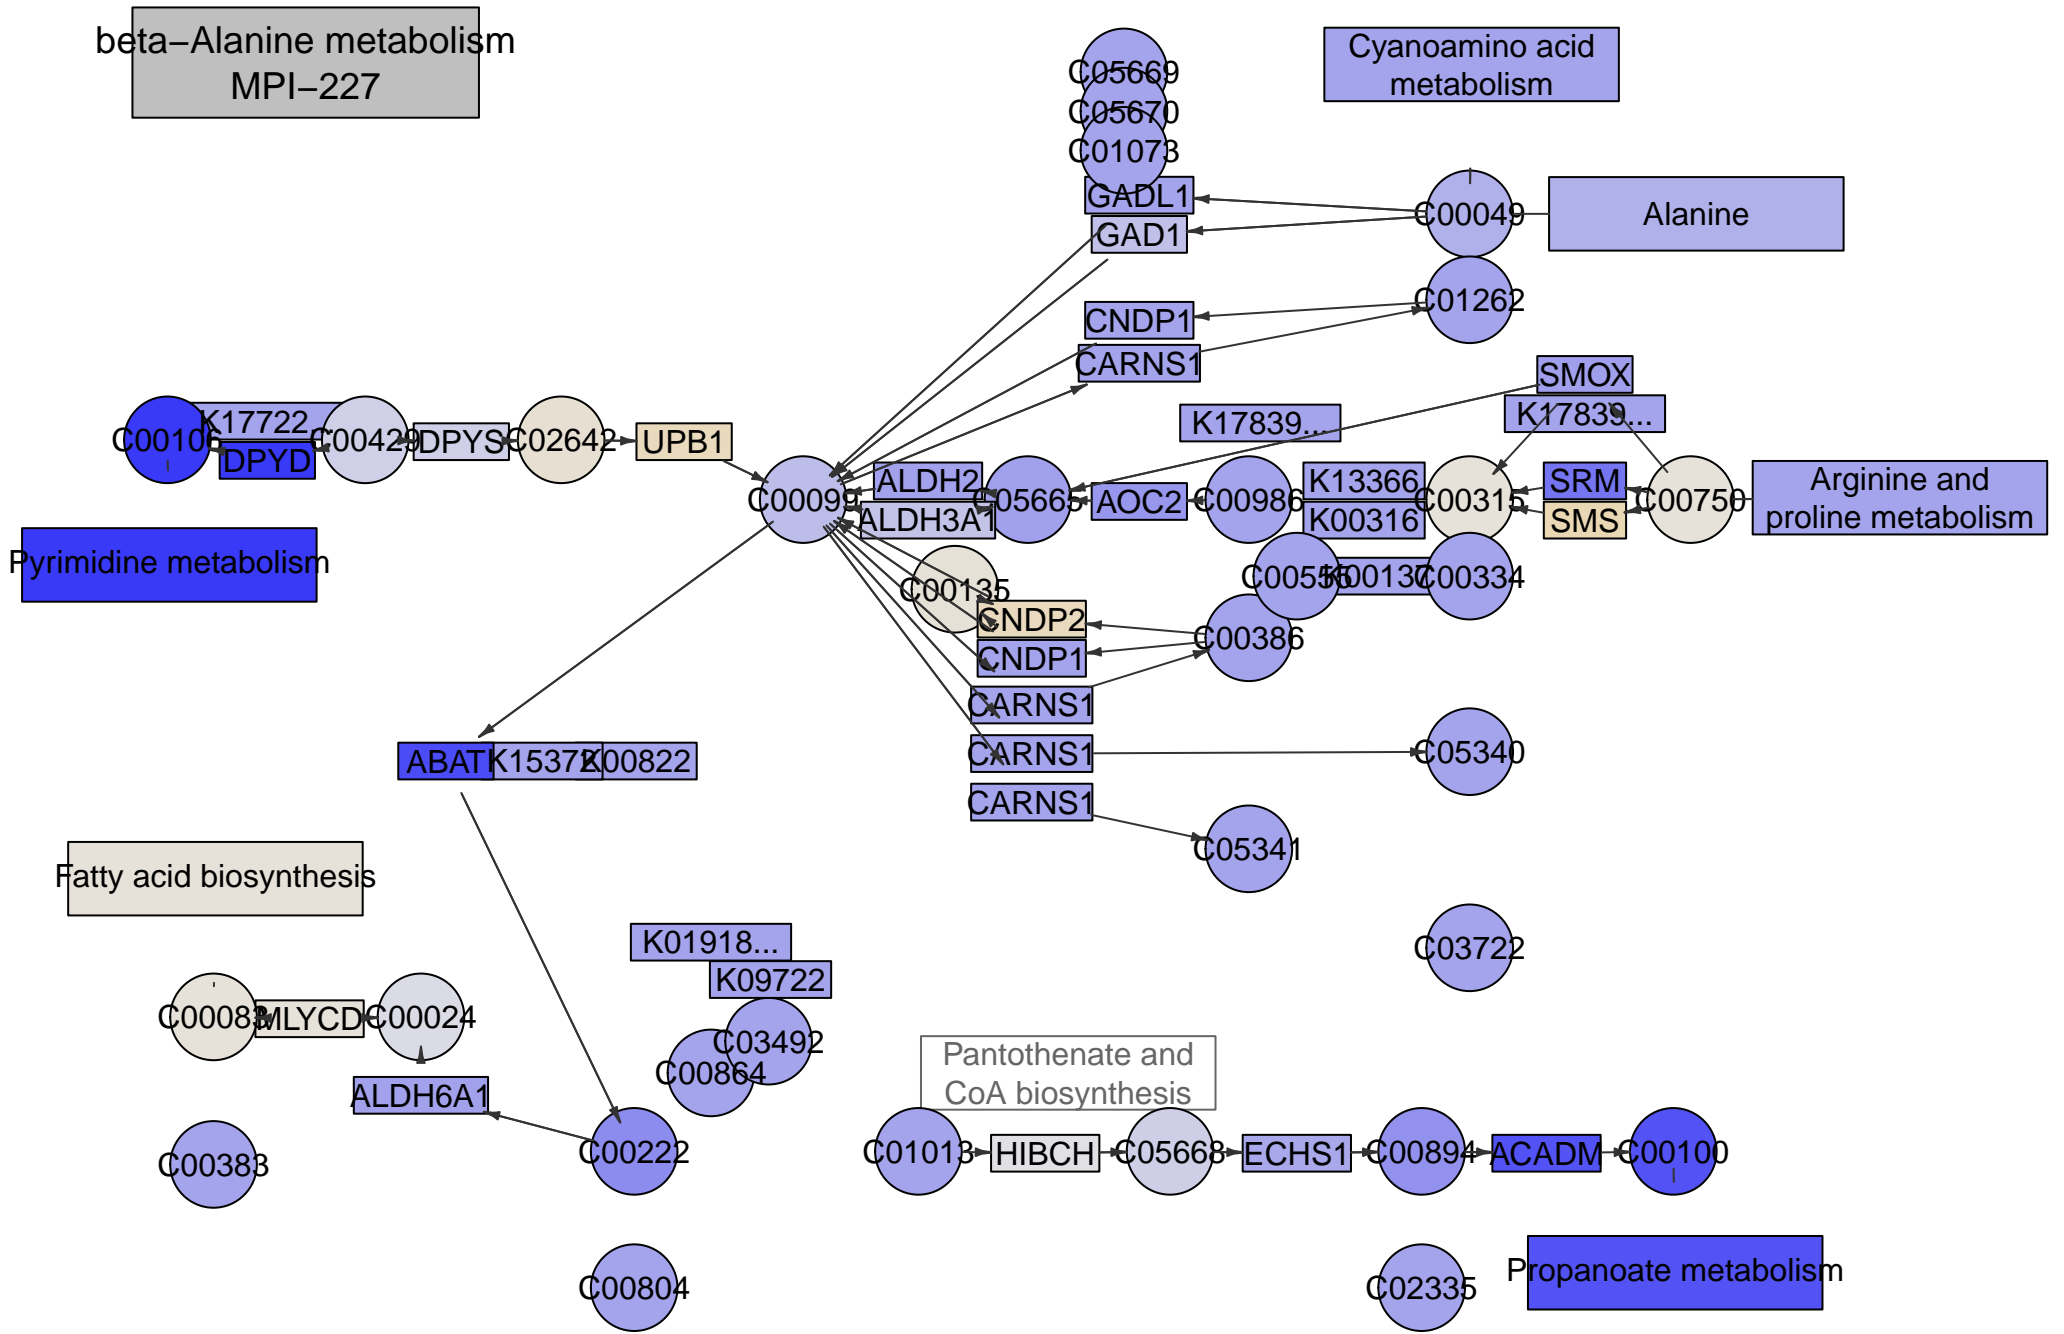 beta−Alanine metabolism
MPI−227
C05669
Cyanoamino acid
metabolism
C05670
C01073
GADL1
C00049
Alanine
GAD1
C01262
CNDP1
CARNS1
SMOX
K17839...
K17839...
K17722...
C00106
C00429
DPYS
C02642
UPB1
DPYD
C00099
ALDH2
C05665
AOC2
C00986
K13366
C00315
SRM
C00750
Arginine and
proline metabolism
ALDH3A1
K00316
SMS
Pyrimidine metabolism
C00135
C00555
K00137
C00334
CNDP2
C00386
CNDP1
CARNS1
ABAT
K15372
K00822
CARNS1
C05340
CARNS1
C05341
Fatty acid biosynthesis
K01918...
C03722
K09722
C00083
MLYCD
C00024
C03492
C00864
Pantothenate and
CoA biosynthesis
ALDH6A1
C00383
C00222
C01013
HIBCH
C05668
ECHS1
C00894
ACADM
C00100
C00804
C02335
Propanoate metabolism